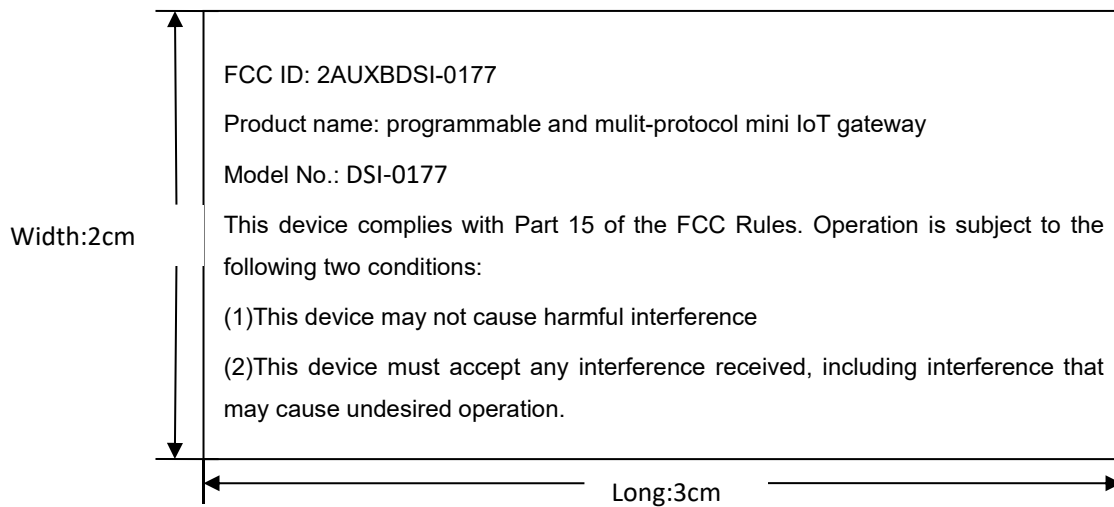 FCC ID: 2AUXBDSI-0177
Product name: programmable and mulit-protocol mini IoT gateway
Model No.: DSI-0177
Width:2cm
This device complies with Part 15 of the FCC Rules. Operation is subject to the
following two conditions:
(1)This device may not cause harmful interference
(2)This device must accept any interference received, including interference that
may cause undesired operation.
Long:3cm